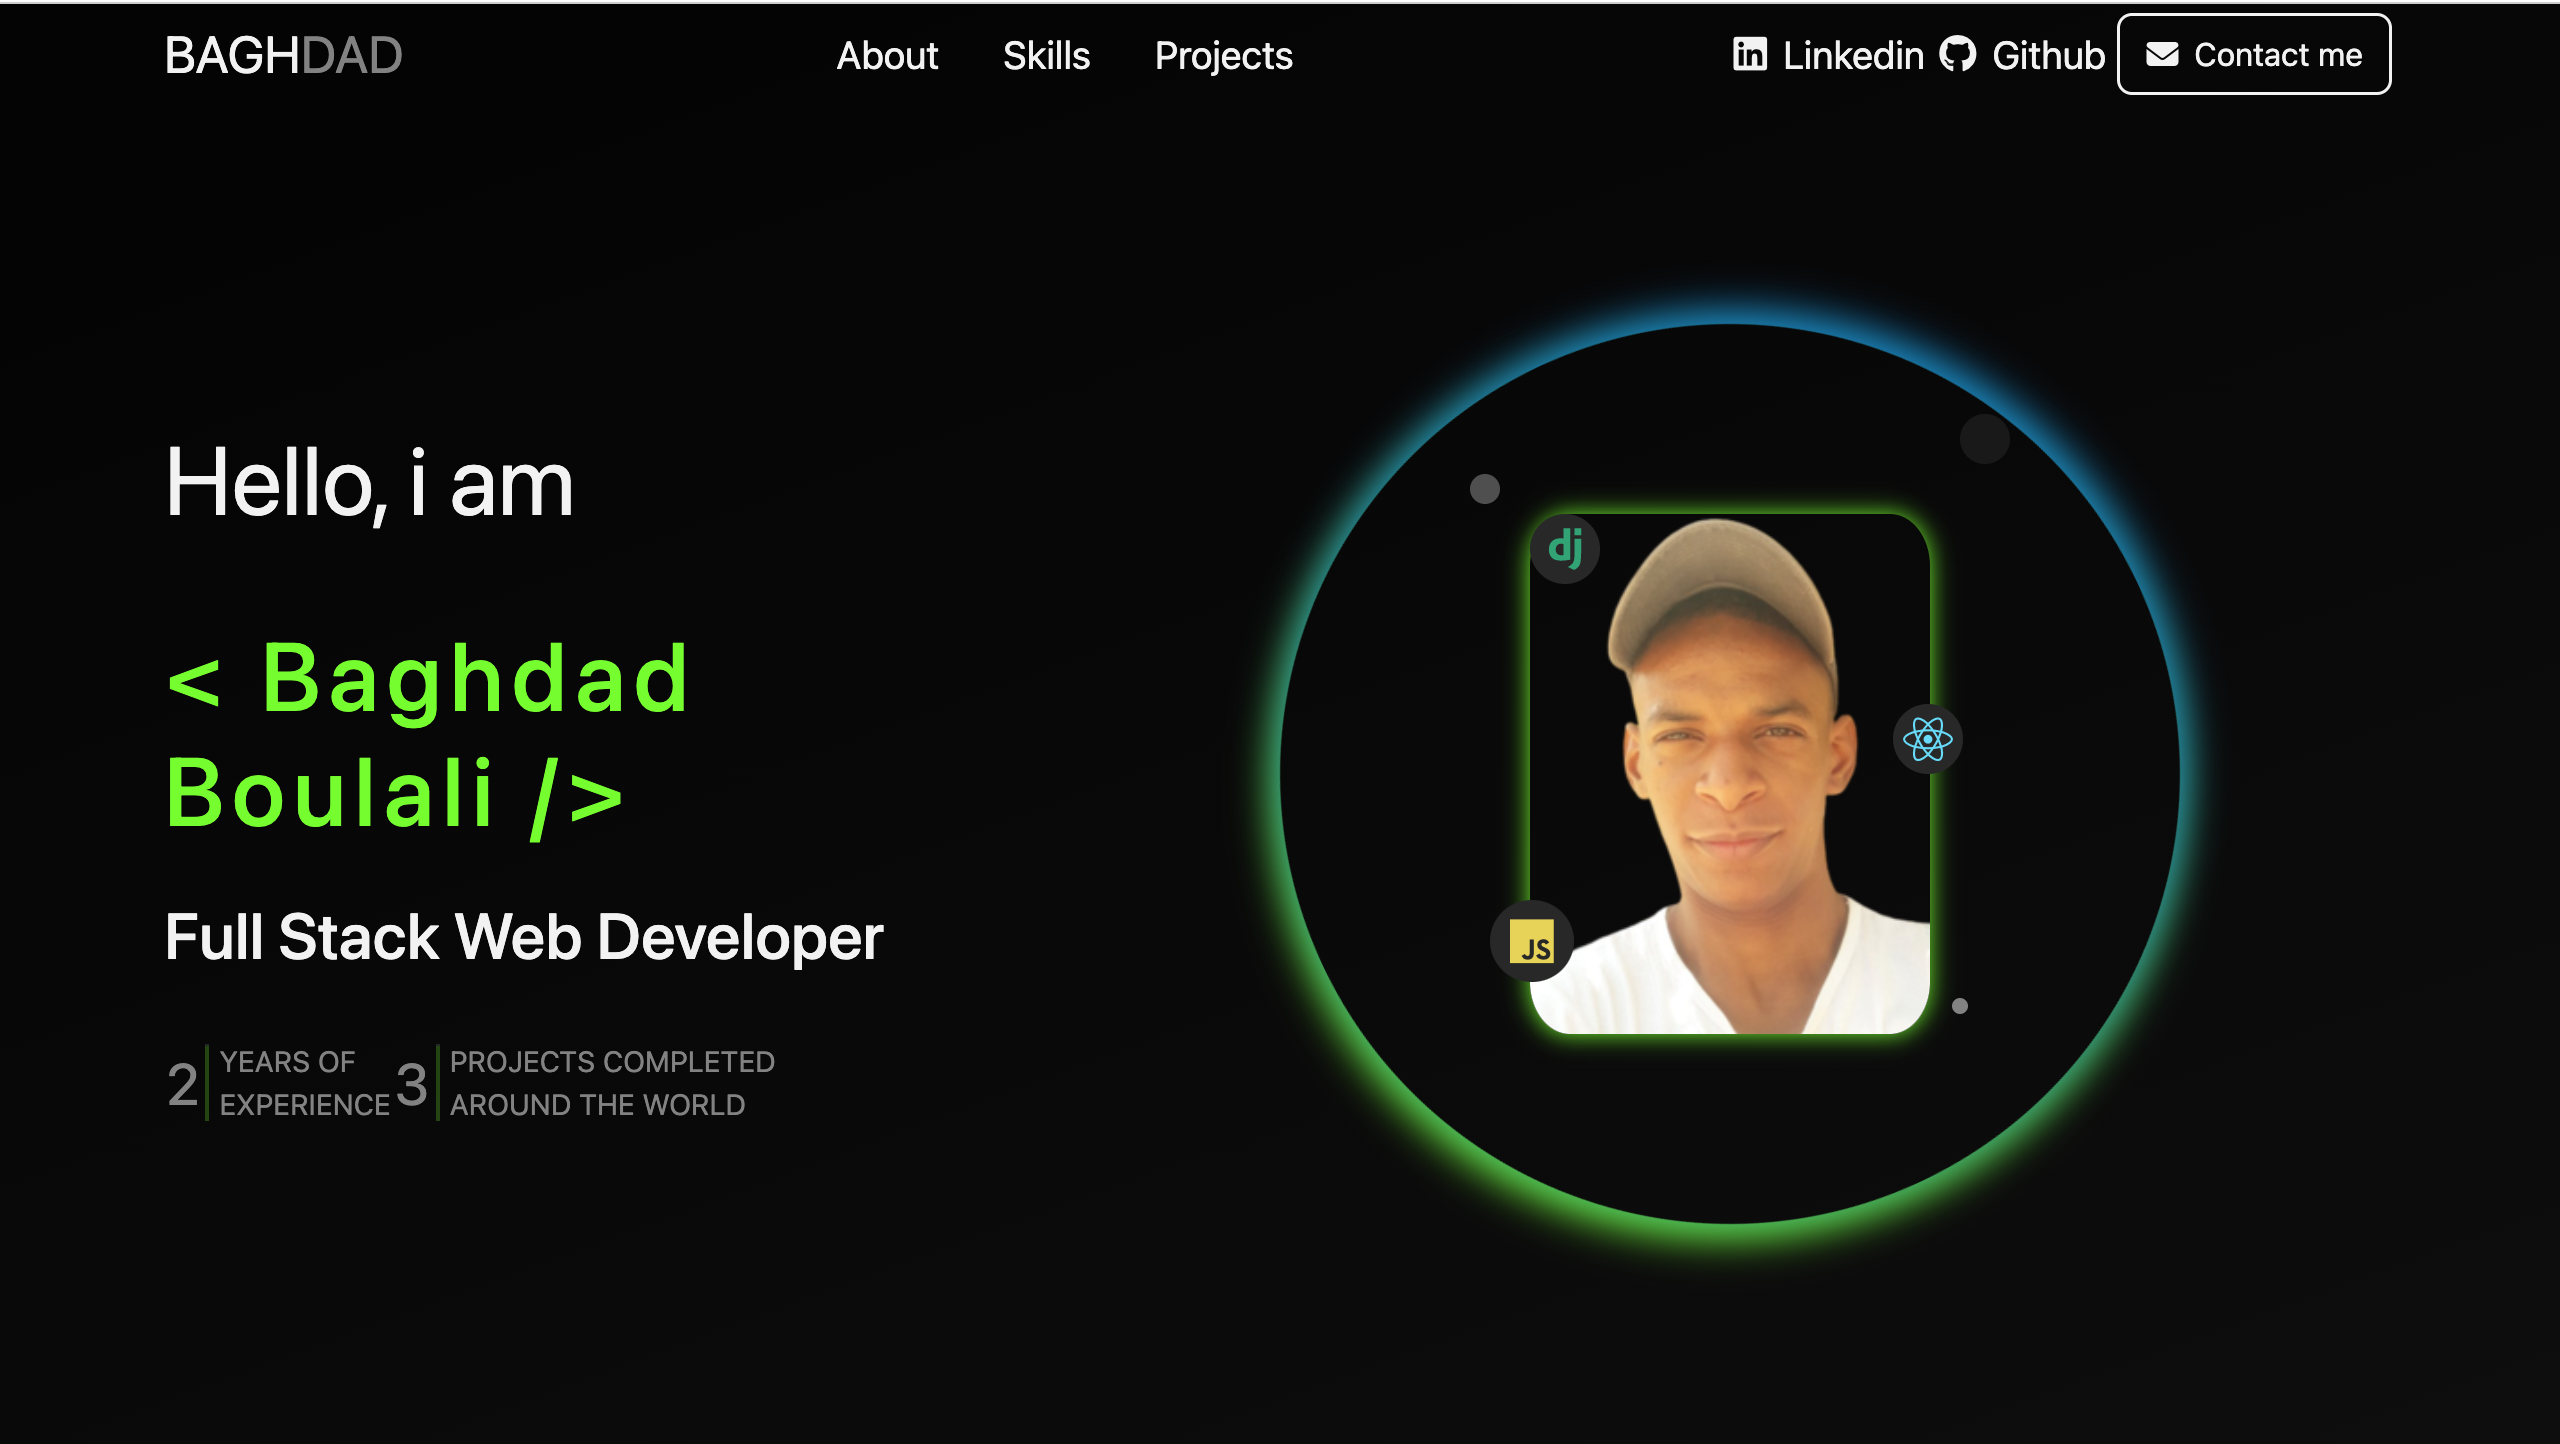 BAGHDAD
About Skills Projects
in Linkedin Github Contact me
Hello, i am
< Baghdad
Boulali />
Full Stack Web Developer
2 YEARS OF
EXPERIENCE
3 PROJECTS COMPLETED
AROUND THE WORLD
dj
JS